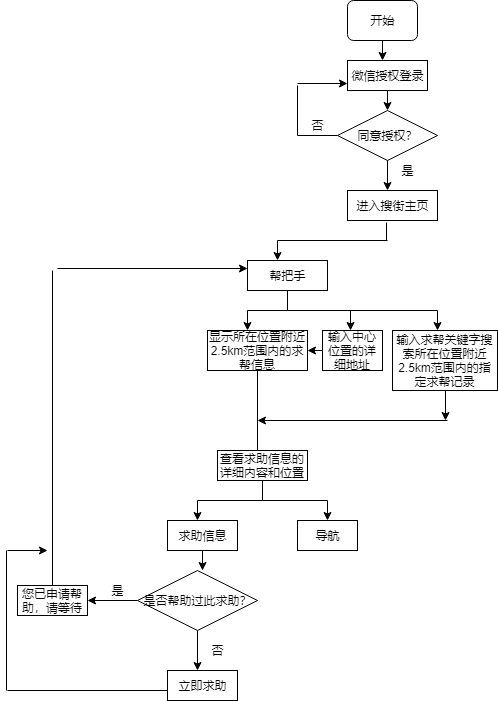 开始
微信授权登录
否
同意授权?
是
进入搜街主页
帮把手
显示所在位置附近
2.5km范围内的求
帮信息
输入中心
位置的详
细地址
输入求帮关键字搜
索所在位置附近
2.5km范围内的指
定求帮记录
查看求助信息的
详细内容和位置
求助信息
导航
您已申请帮
助，请等待
是
是否帮助过此求助?
否
立即求助